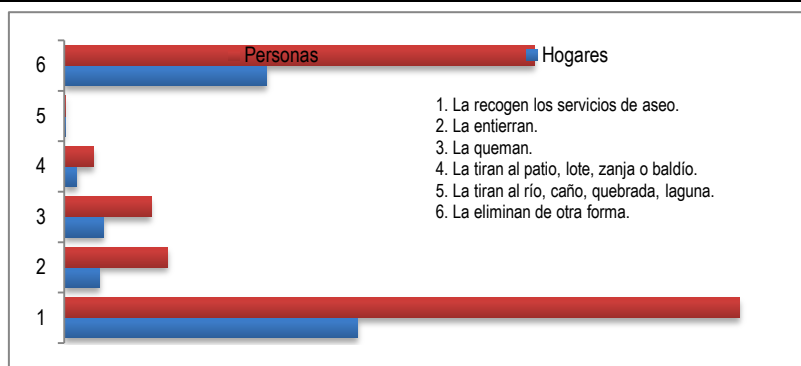 Personas Hogares
6
1. La recogen los servicios de aseo.
5
2. La entierran.
3. La queman.
4
4. La tiran al patio, lote, zanja o baldío.
5. La tiran al río, caño, quebrada, laguna.
3
6. La eliminan de otra forma.
2
1